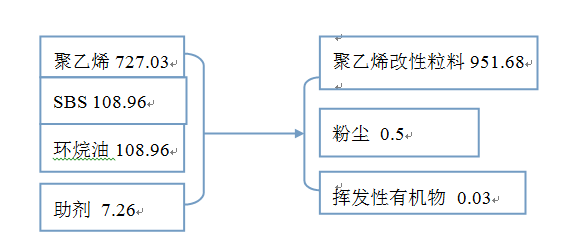 聚乙烯 727.03
SBS 108.96
环烷油 108.96
助剂 7.26
聚乙烯改性粒料 951.68
粉尘 0.5
挥发性有机物 0.03